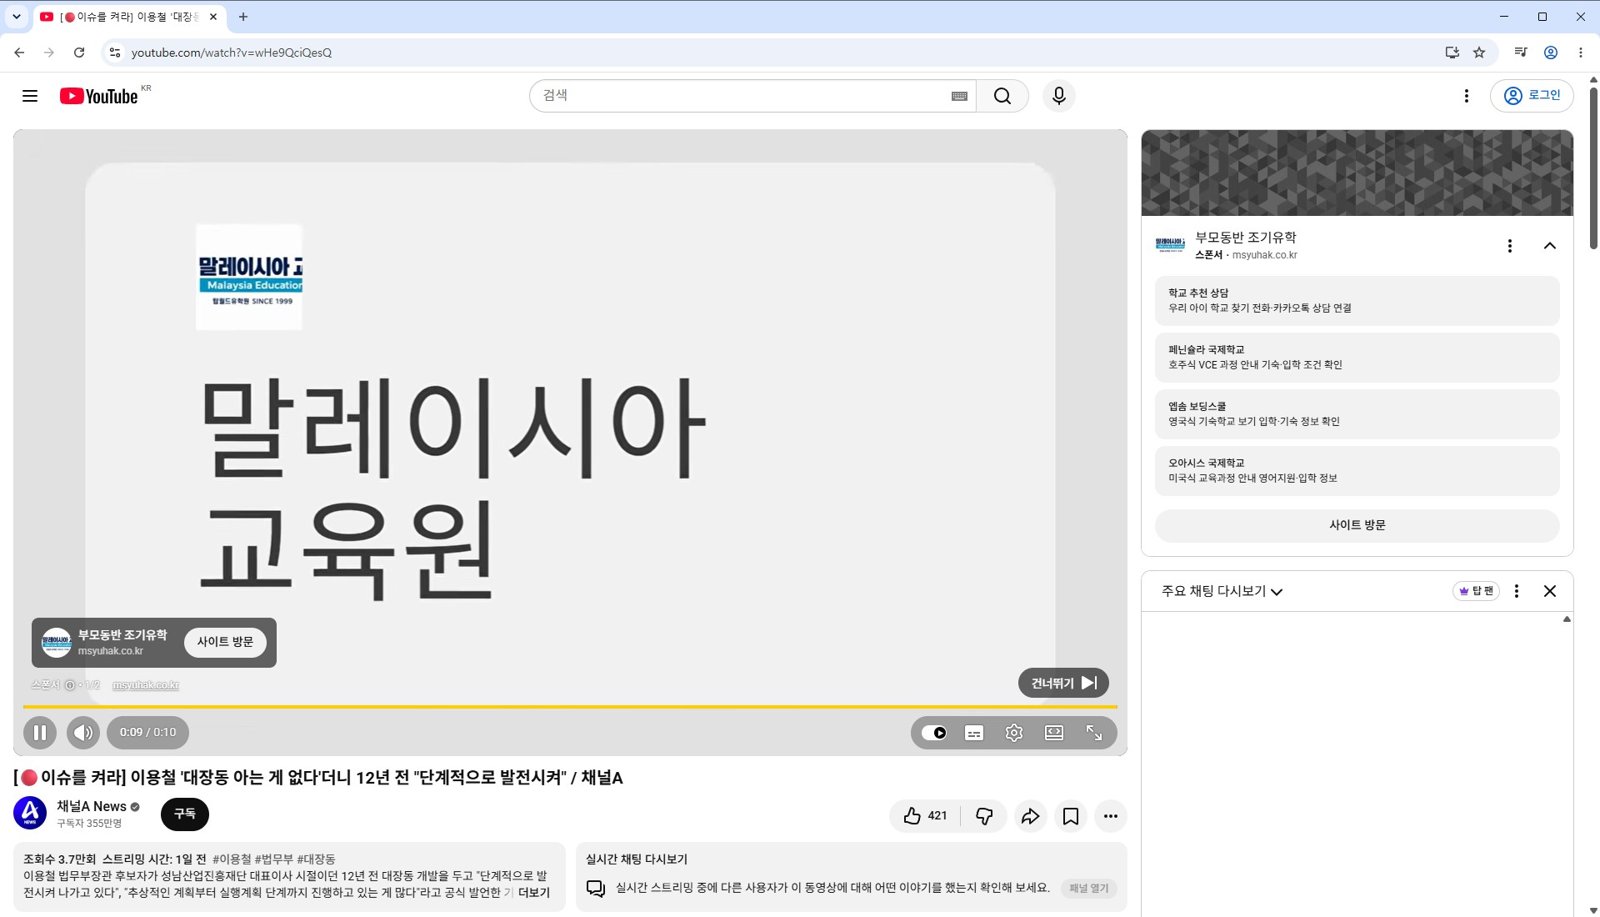 [🔴이슈를 켜라] 이용철 '대장동
youtube.com/watch?v=wHe9QciQesQ
YouTube KR
검색
로그인
말레이시아 교
Malaysia Education
탑월드유학원 SINCE 1999
말레이시아
교육원
부모동반 조기유학
msyuhak.co.kr
사이트 방문
스폰서 • 1/2 msyuhak.co.kr
건너뛰기
0:09 / 0:10
[🔴이슈를 켜라] 이용철 '대장동 아는 게 없다'더니 12년 전 "단계적으로 발전시켜" / 채널A
채널A News
구독자 355만명
구독
421
조회수 3.7만회 스트리밍 시간: 1일 전 #이용철 #법무부 #대장동
이용철 법무부장관 후보자가 성남산업진흥재단 대표이사 시절이던 12년 전 대장동 개발을 두고 "단계적으로 발
전시켜 나가고 있다", "추상적인 계획부터 실행계획 단계까지 진행하고 있는 게 많다"라고 공식 발언한 기 더보기
실시간 채팅 다시보기
실시간 스트리밍 중에 다른 사용자가 이 동영상에 대해 어떤 이야기를 했는지 확인해 보세요.
패널 열기
부모동반 조기유학
스폰서 · msyuhak.co.kr
학교 추천 상담
우리 아이 학교 찾기 전화·카카오톡 상담 연결
페닌슐라 국제학교
호주식 VCE 과정 안내 기숙·입학 조건 확인
엡솜 보딩스쿨
영국식 기숙학교 보기 입학·기숙 정보 확인
오아시스 국제학교
미국식 교육과정 안내 영어지원·입학 정보
사이트 방문
주요 채팅 다시보기
탑 팬